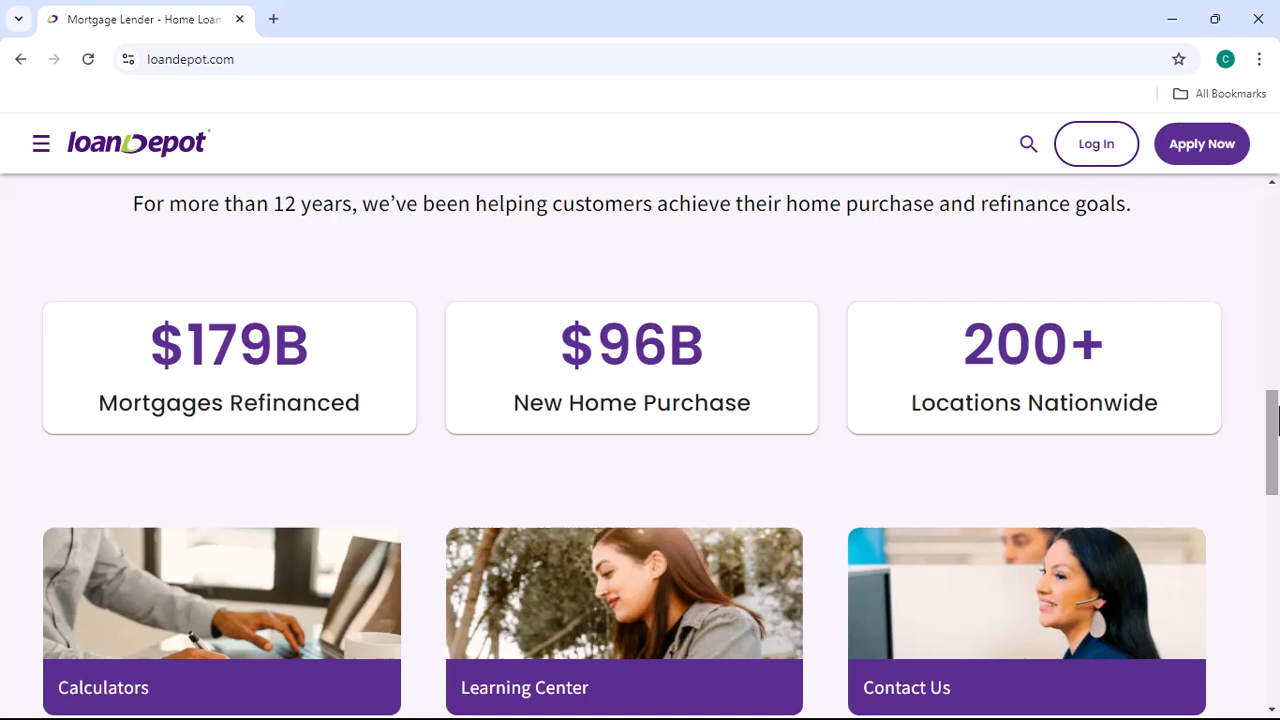 Mortgage Lender - Home Loan
loandepot.com
C
All Bookmarks
loanDepot
Log In
Apply Now
For more than 12 years, we’ve been helping customers achieve their home purchase and refinance goals.
$179B
Mortgages Refinanced
$96B
New Home Purchase
200+
Locations Nationwide
Calculators
Learning Center
Contact Us